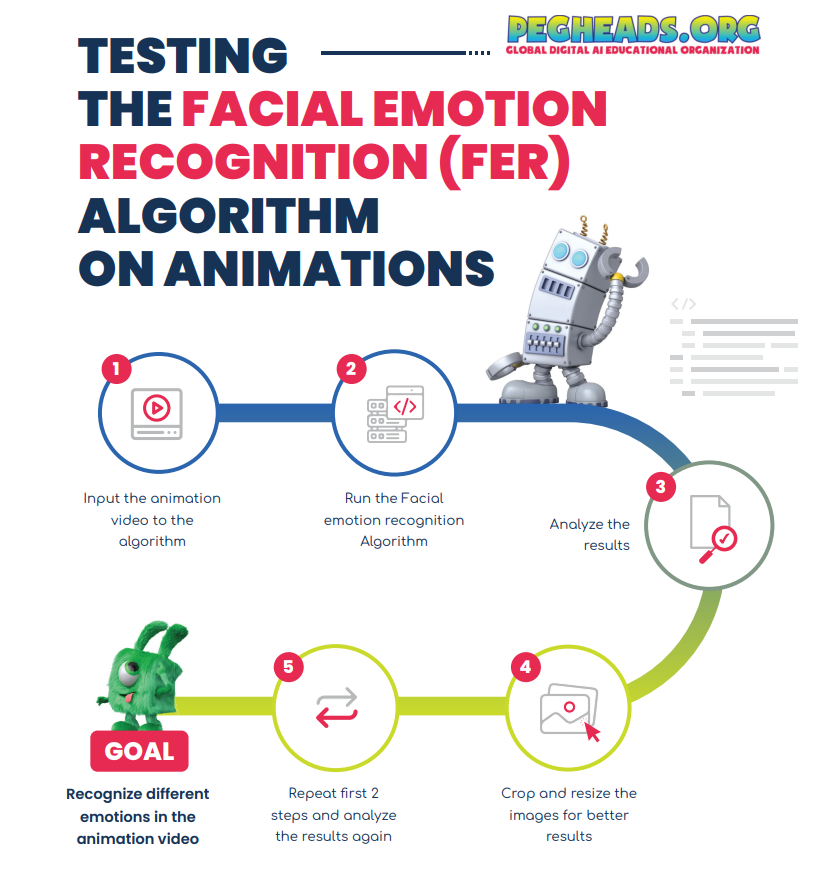 PEGHEADS.ORG
GLOBAL DIGITAL AI EDUCATIONAL ORGANIZATION
TESTING
THE FACIAL EMOTION
RECOGNITION (FER)
ALGORITHM
ON ANIMATIONS
</>
1
Input the animation
video to the
algorithm
2
</>
Run the Facial
emotion recognition
Algorithm
3
Analyze the
results
4
Crop and resize the
images for better
results
5
Repeat first 2
steps and analyze
the results again
GOAL
Recognize different
emotions in the
animation video